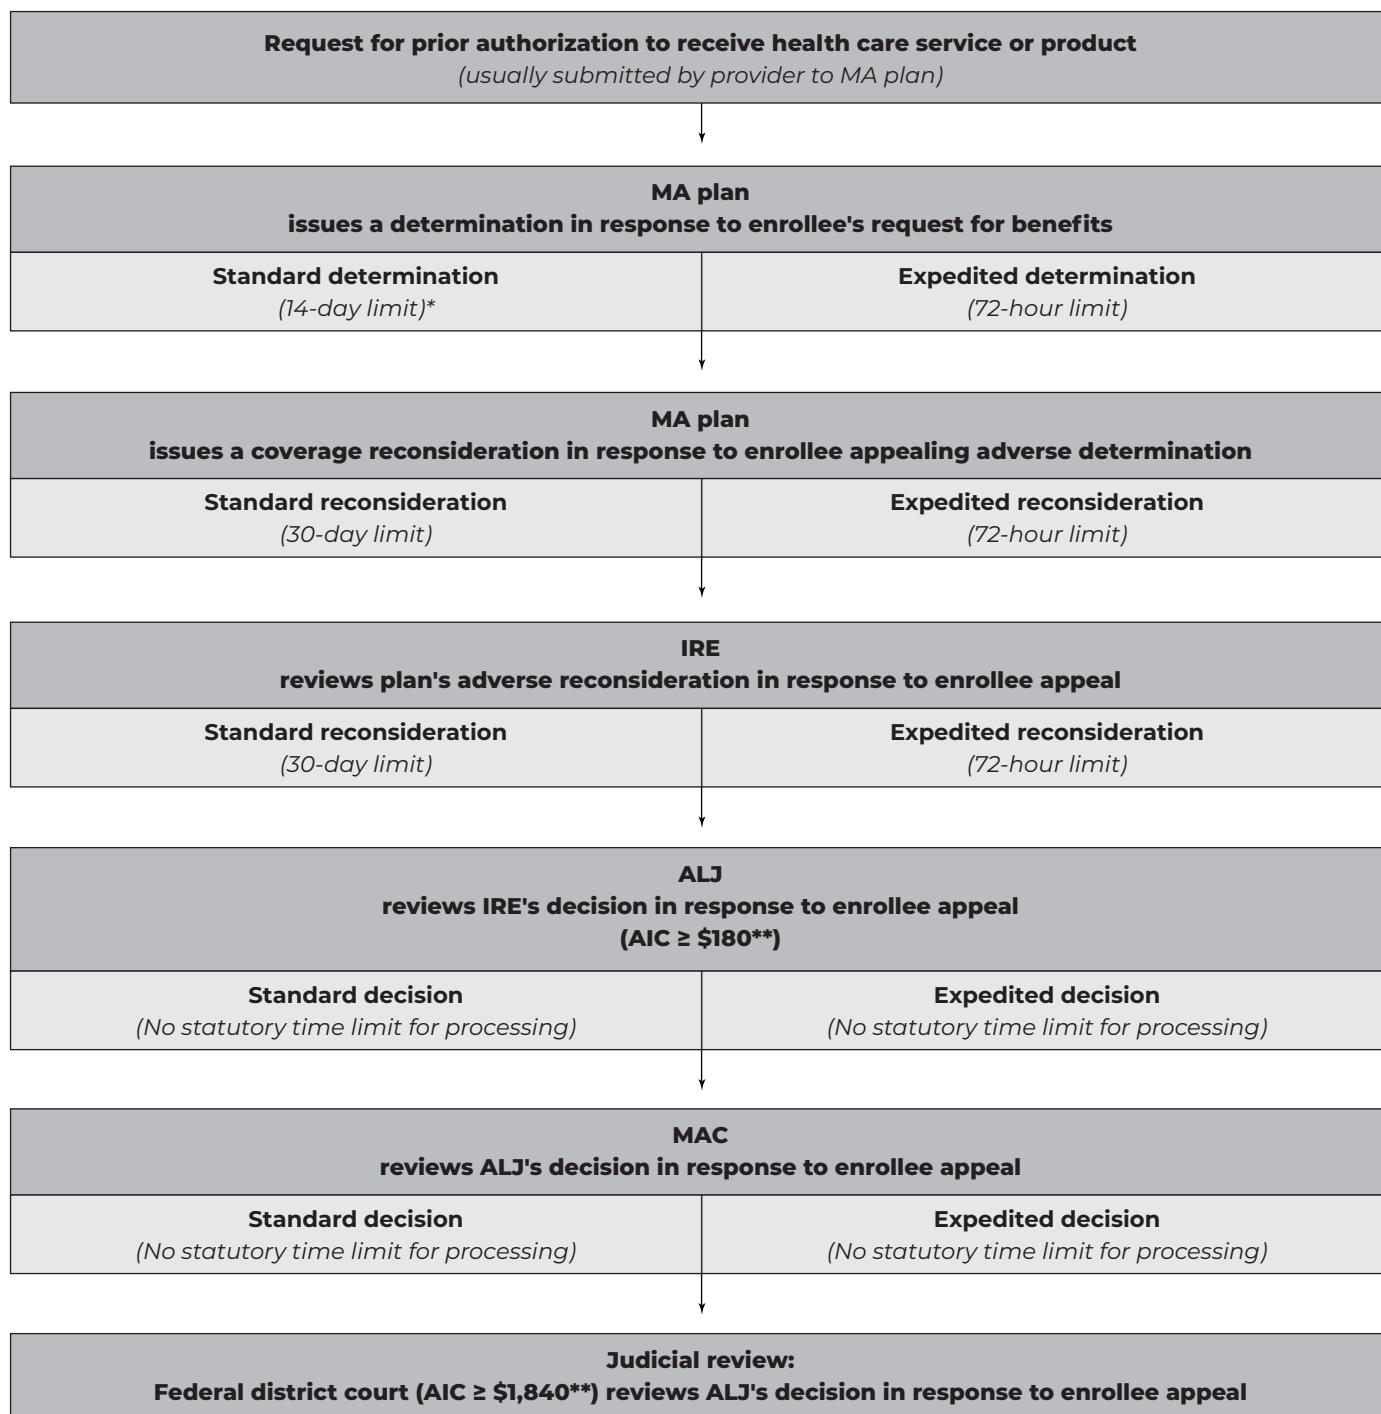 Request for prior authorization to receive health care service or product
(usually submitted by provider to MA plan)
MA plan
issues a determination in response to enrollee's request for benefits
Standard determination
(14-day limit)*
Expedited determination
(72-hour limit)
MA plan
issues a coverage reconsideration in response to enrollee appealing adverse determination
Standard reconsideration
(30-day limit)
Expedited reconsideration
(72-hour limit)
IRE
reviews plan's adverse reconsideration in response to enrollee appeal
Standard reconsideration
(30-day limit)
Expedited reconsideration
(72-hour limit)
ALJ
reviews IRE's decision in response to enrollee appeal
(AIC ≥ $180**)
Standard decision
(No statutory time limit for processing)
Expedited decision
(No statutory time limit for processing)
MAC
reviews ALJ's decision in response to enrollee appeal
Standard decision
(No statutory time limit for processing)
Expedited decision
(No statutory time limit for processing)
Judicial review:
Federal district court (AIC ≥ $1,840**) reviews ALJ's decision in response to enrollee appeal